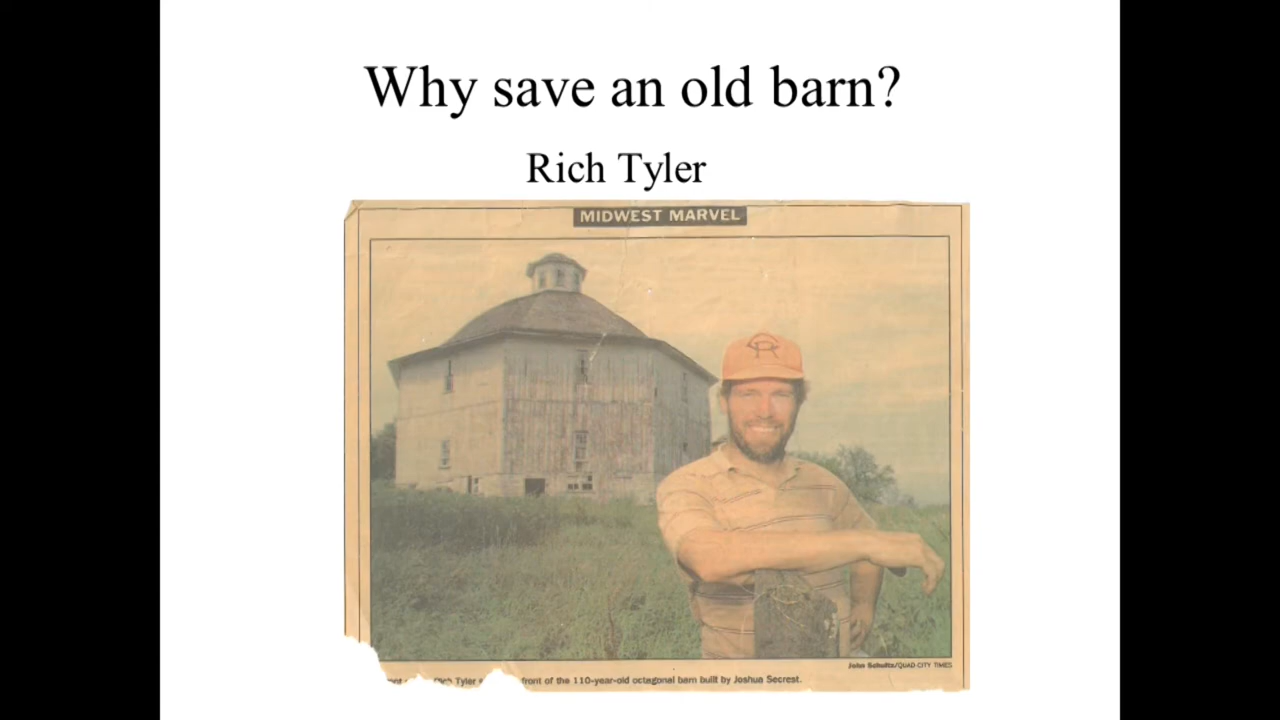 Why save an old barn?
Rich Tyler
MIDWEST MARVEL
John Schultz/QUAD CITY TIMES
Rich Tyler front of the 110-year-old octagonal barn built by Joshua Secrest.